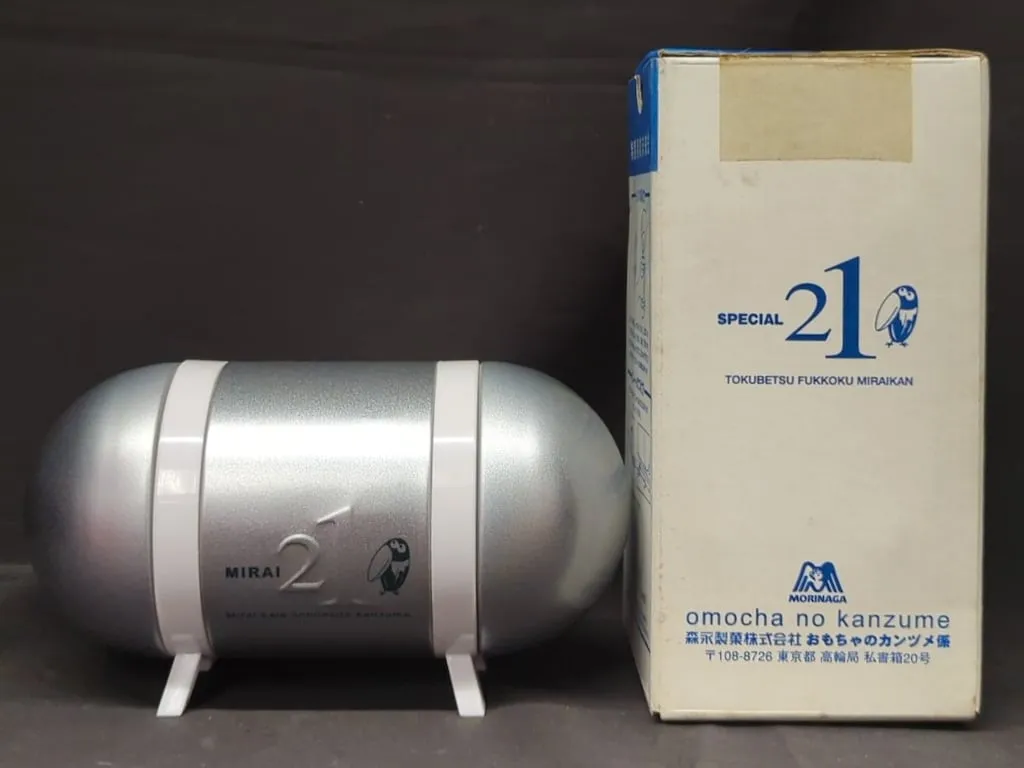 MIRAI 21
SPECIAL 21
TOKUBETSU FUKKOKU MIRAIKAN
MORINAGA
omocha no kanzume
森永製菓株式会社 おもちゃのカンヅメ係
〒108-8726 東京都 高輪局 私書箱20号